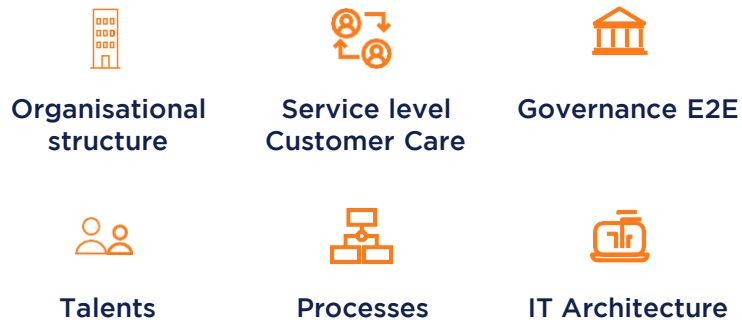 Organisational
structure
Service level
Customer Care
Governance E2E
Talents
Processes
IT Architecture